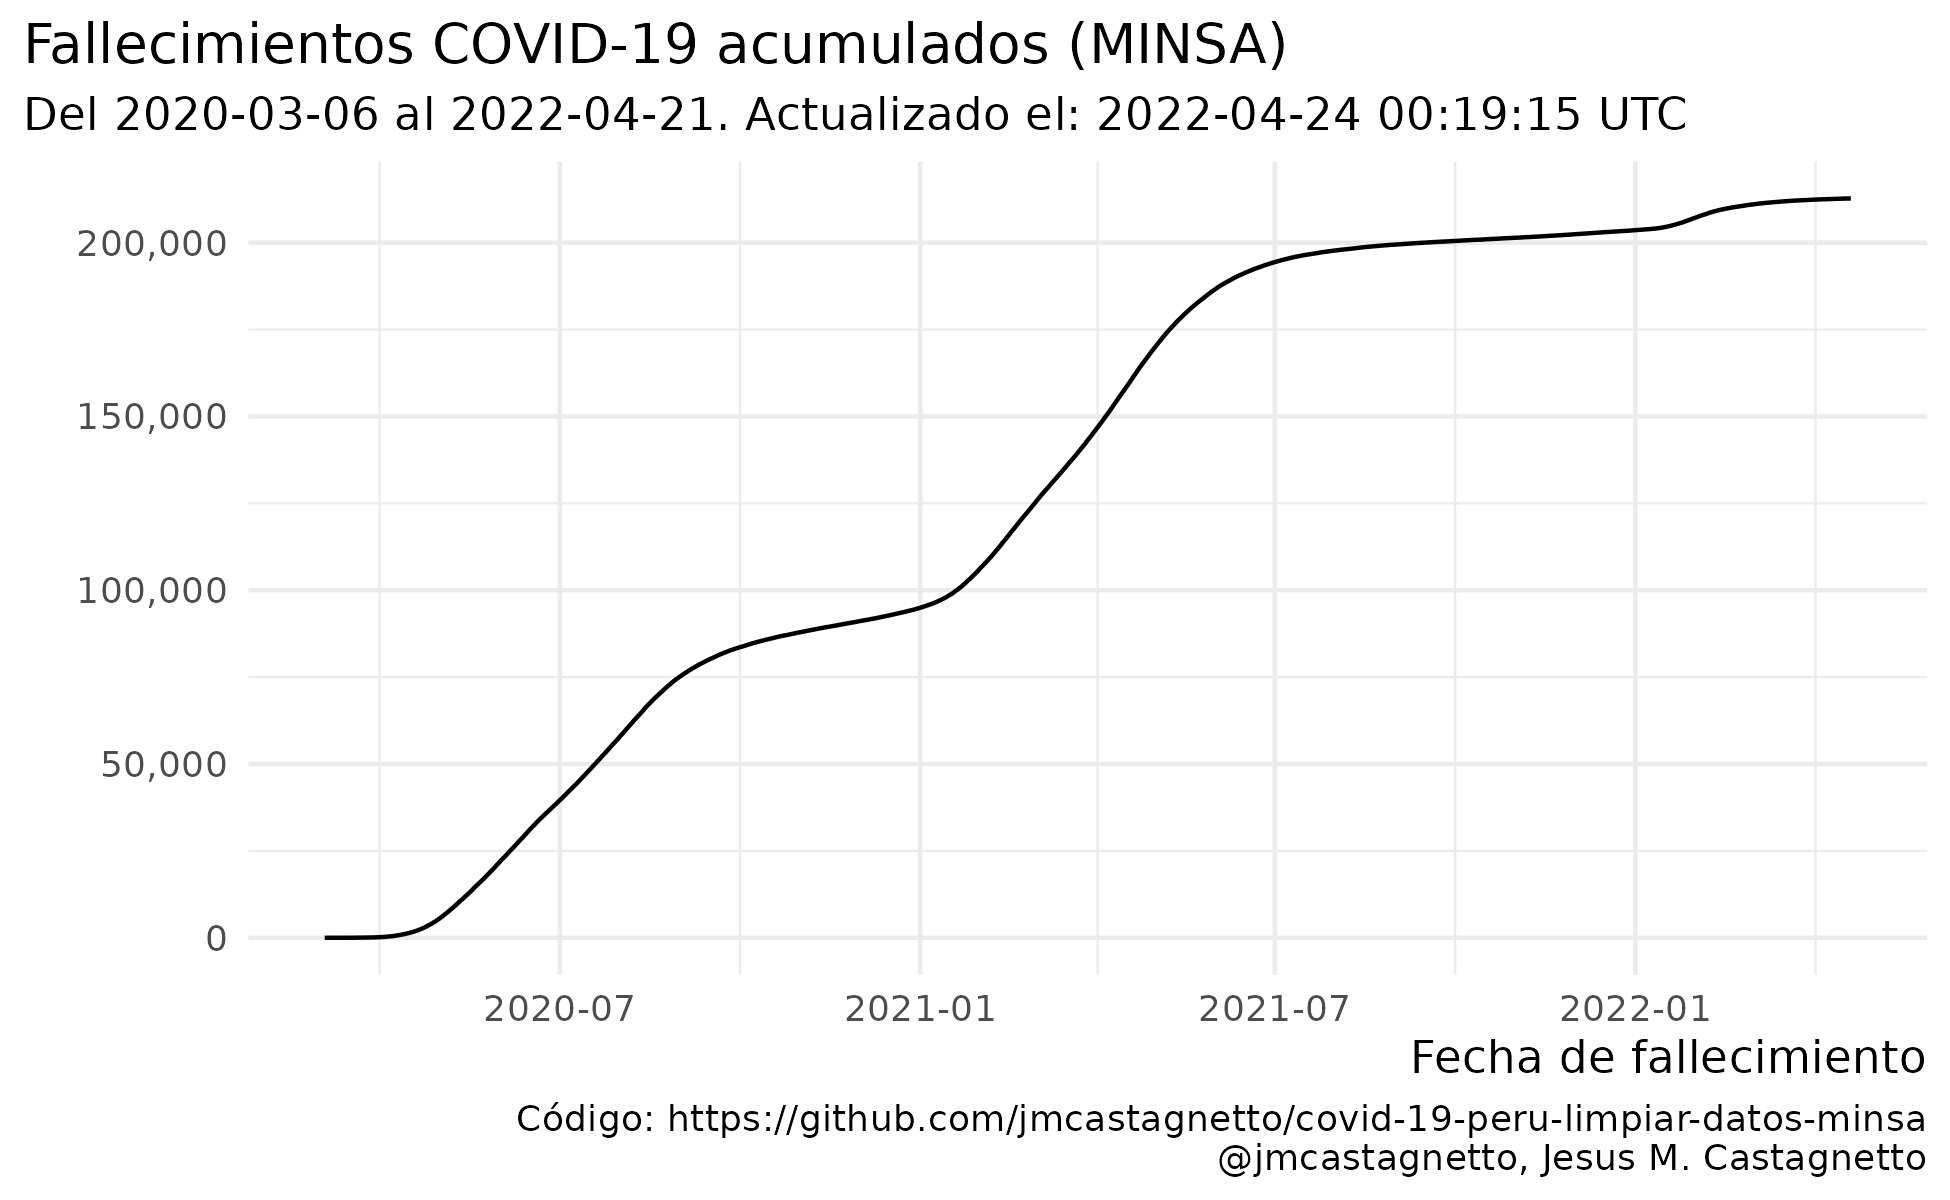 Fallecimientos COVID-19 acumulados (MINSA)
Del 2020-03-06 al 2022-04-21. Actualizado el: 2022-04-24 00:19:15 UTC
200,000
150,000
100,000
50,000
0
2020-07 2021-01 2021-07 2022-01
Fecha de fallecimiento
Código: https://github.com/jmcastagnetto/covid-19-peru-limpiar-datos-minsa
@jmcastagnetto, Jesus M. Castagnetto